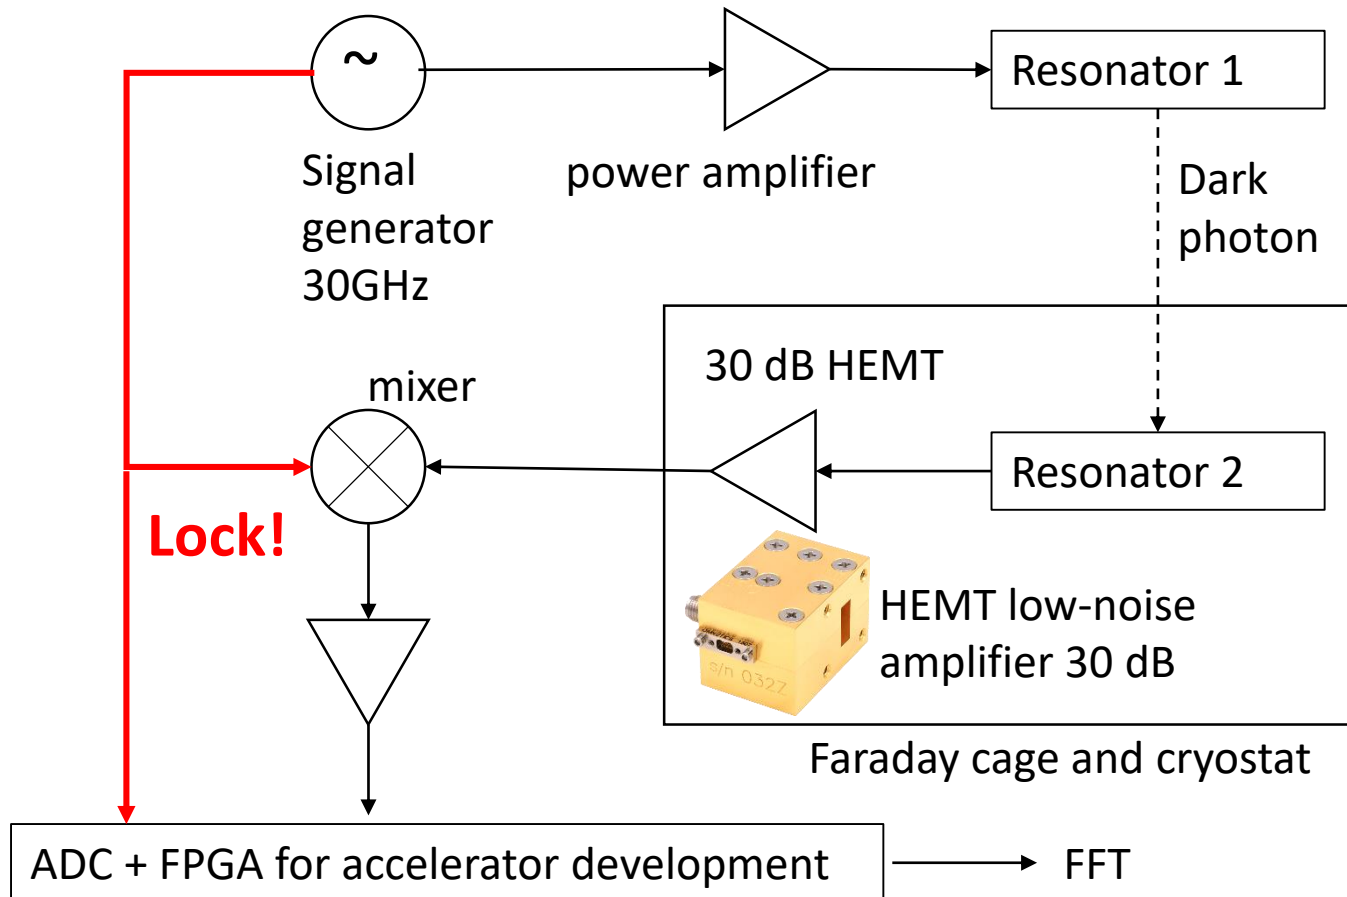 ~
Resonator 1
Signal
generator
30GHz
power amplifier
Dark
photon
30 dB HEMT
mixer
Resonator 2
Lock!
HEMT low-noise
amplifier 30 dB
s/n 032Z
Faraday cage and cryostat
ADC + FPGA for accelerator development
FFT